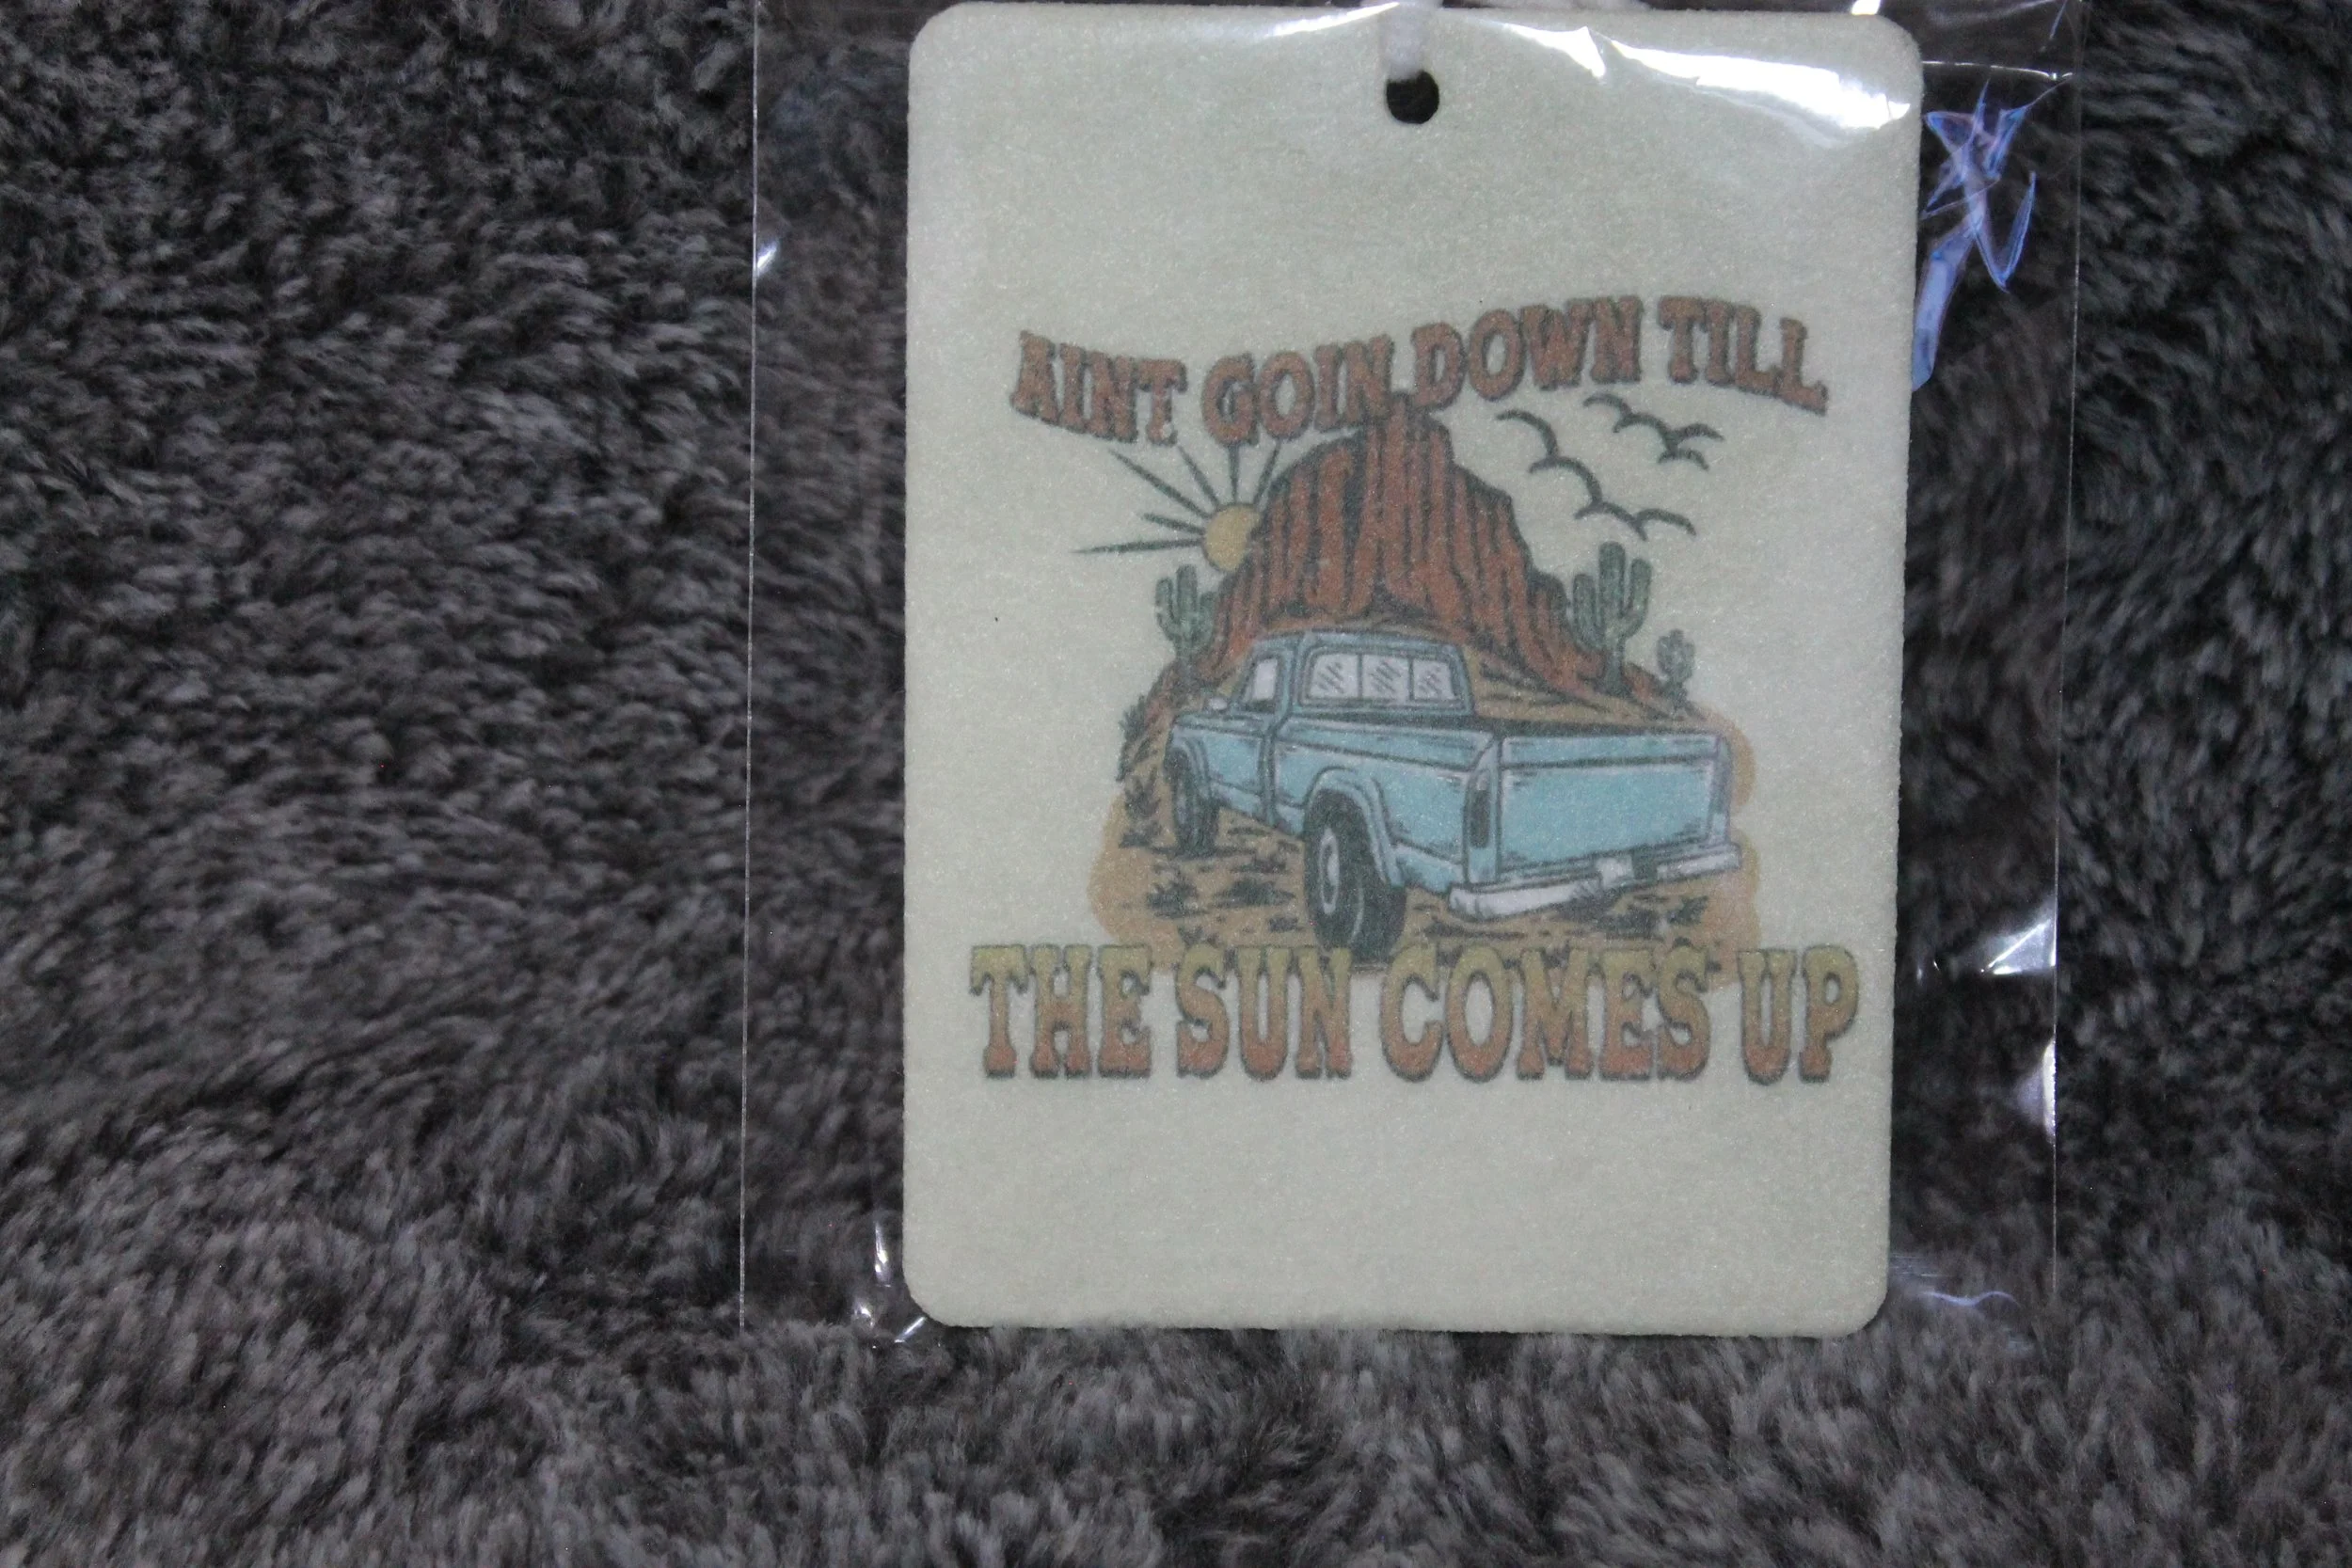 AINT GOIN DOWN TILL
THE SUN COMES UP